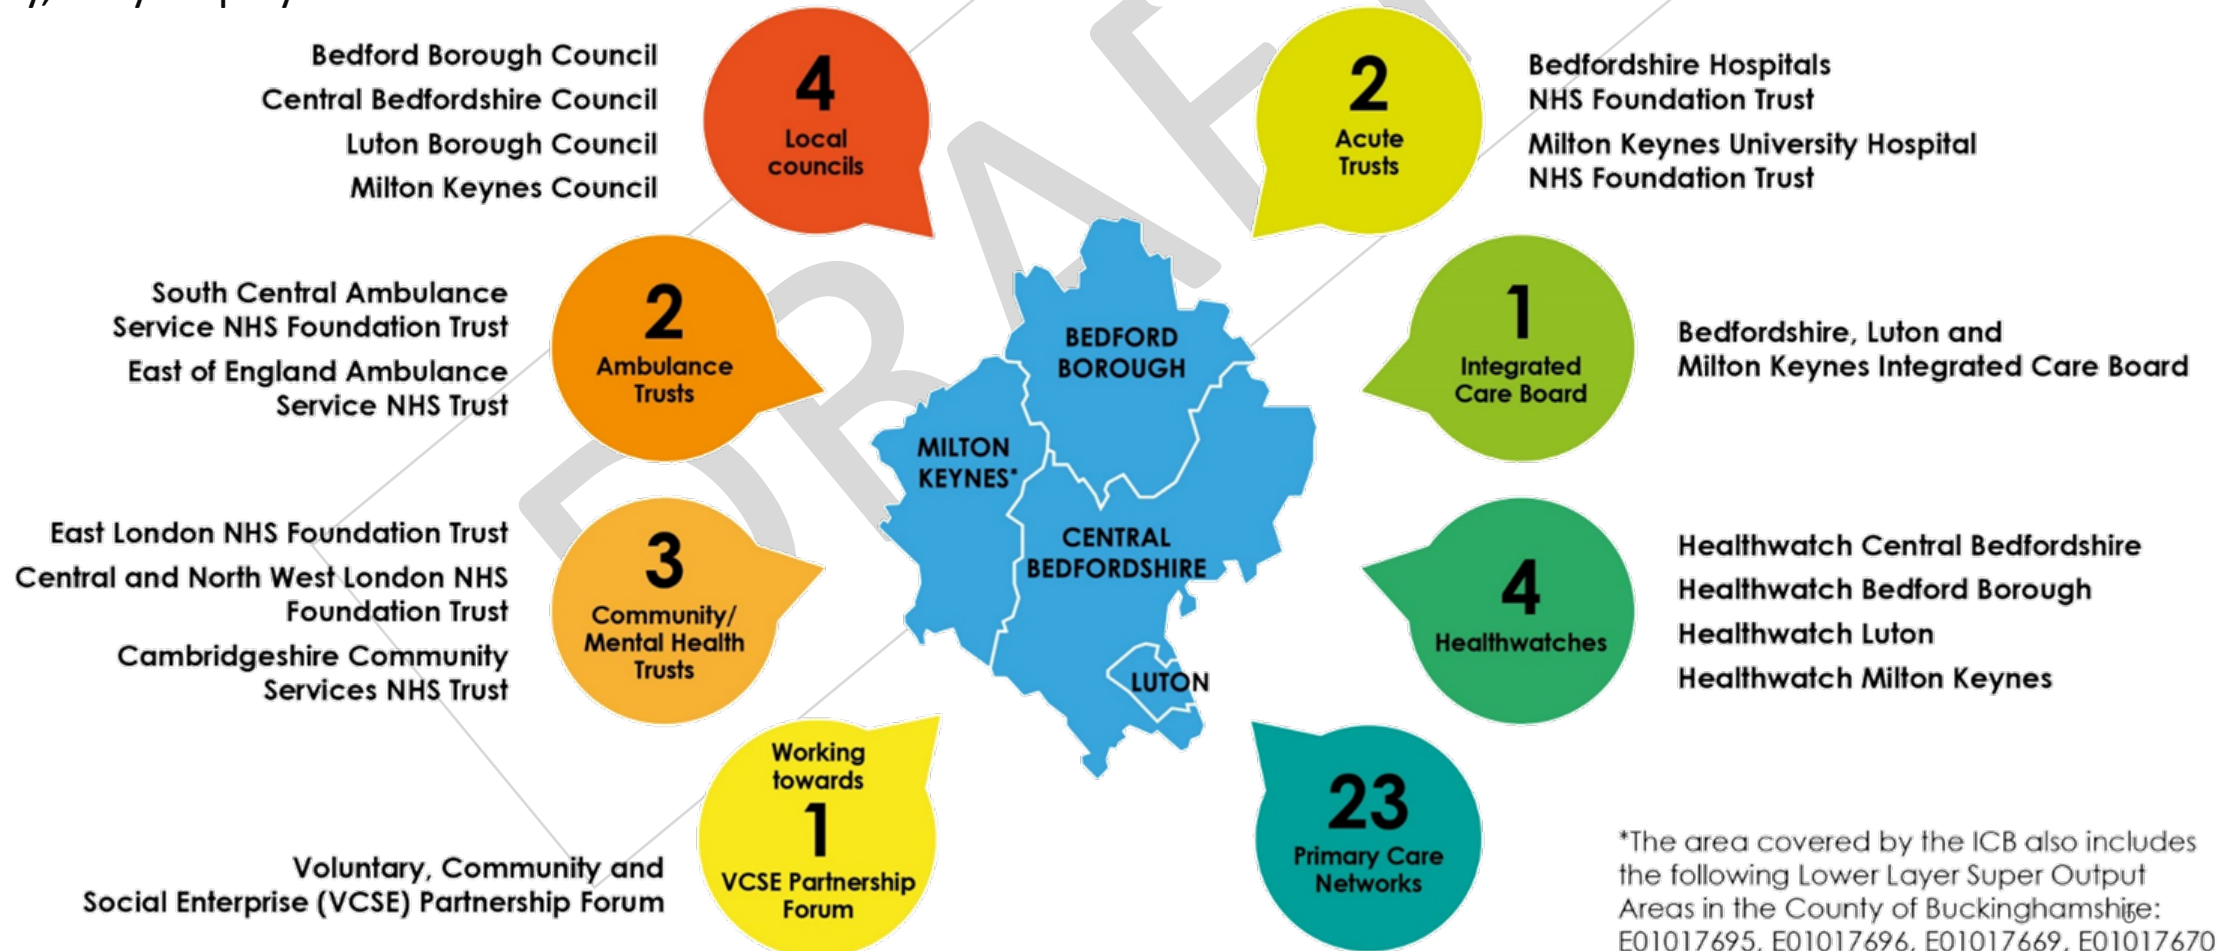 Bedford Borough Council
Central Bedfordshire Council
Luton Borough Council
Milton Keynes Council
4
Local
councils
2
Acute
Trusts
Bedfordshire Hospitals
NHS Foundation Trust
Milton Keynes University Hospital
NHS Foundation Trust
South Central Ambulance
Service NHS Foundation Trust
East of England Ambulance
Service NHS Trust
2
Ambulance
Trusts
1
Integrated
Care Board
Bedfordshire, Luton and
Milton Keynes Integrated Care Board
BEDFORD
BOROUGH
MILTON
KEYNES*
CENTRAL
BEDFORDSHIRE
LUTON
East London NHS Foundation Trust
Central and North West London NHS
Foundation Trust
Cambridgeshire Community
Services NHS Trust
3
Community/
Mental Health
Trusts
4
Healthwatches
Healthwatch Central Bedfordshire
Healthwatch Bedford Borough
Healthwatch Luton
Healthwatch Milton Keynes
Voluntary, Community and
Social Enterprise (VCSE) Partnership Forum
Working
towards
1
VCSE Partnership
Forum
23
Primary Care
Networks
*The area covered by the ICB also includes
the following Lower Layer Super Output
Areas in the County of Buckinghamshire:
E01017695, E01017696, E01017669, E01017670
DRAF